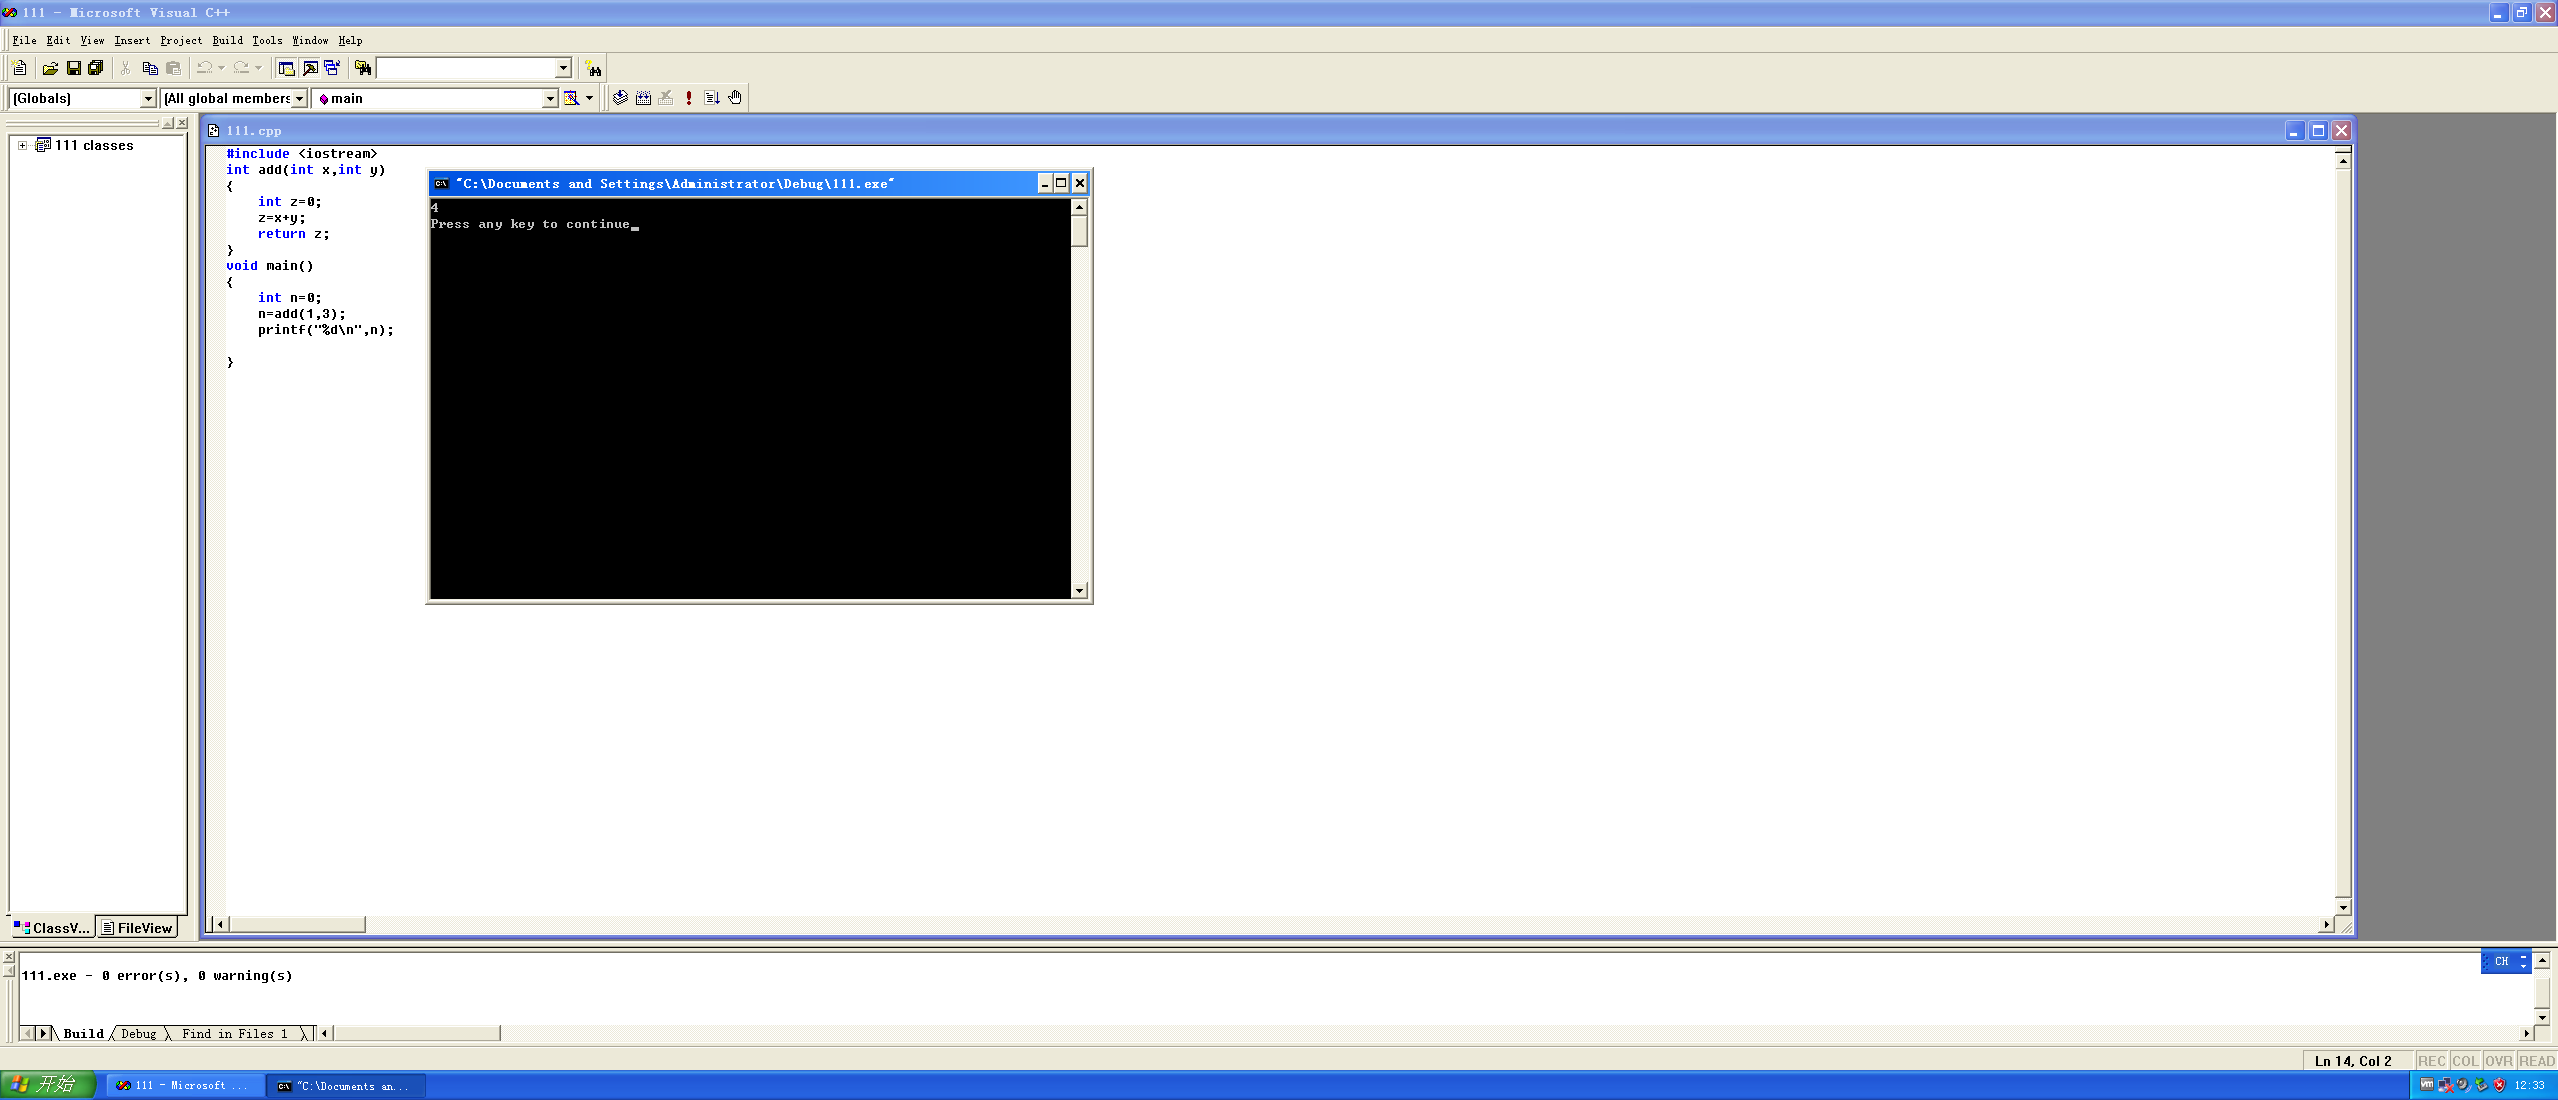 111 - Microsoft Visual C++
File Edit View Insert Project Build Tools Window Help
(Globals) (All global members main
111 classes
111.cpp
#include <iostream>
int add(int x,int y)
{
    int z=0;
    z=x+y;
    return z;
}
void main()
{
    int n=0;
    n=add(1,3);
    printf("%d\n",n);
}
"C:\Documents and Settings\Administrator\Debug\111.exe"
4
Press any key to continue
ClassV... FileView
111.exe - 0 error(s), 0 warning(s)
CH
Build Debug Find in Files 1
Ln 14, Col 2 REC COL OVR READ
开始 111 - Microsoft ... "C:\Documents an... 12:33